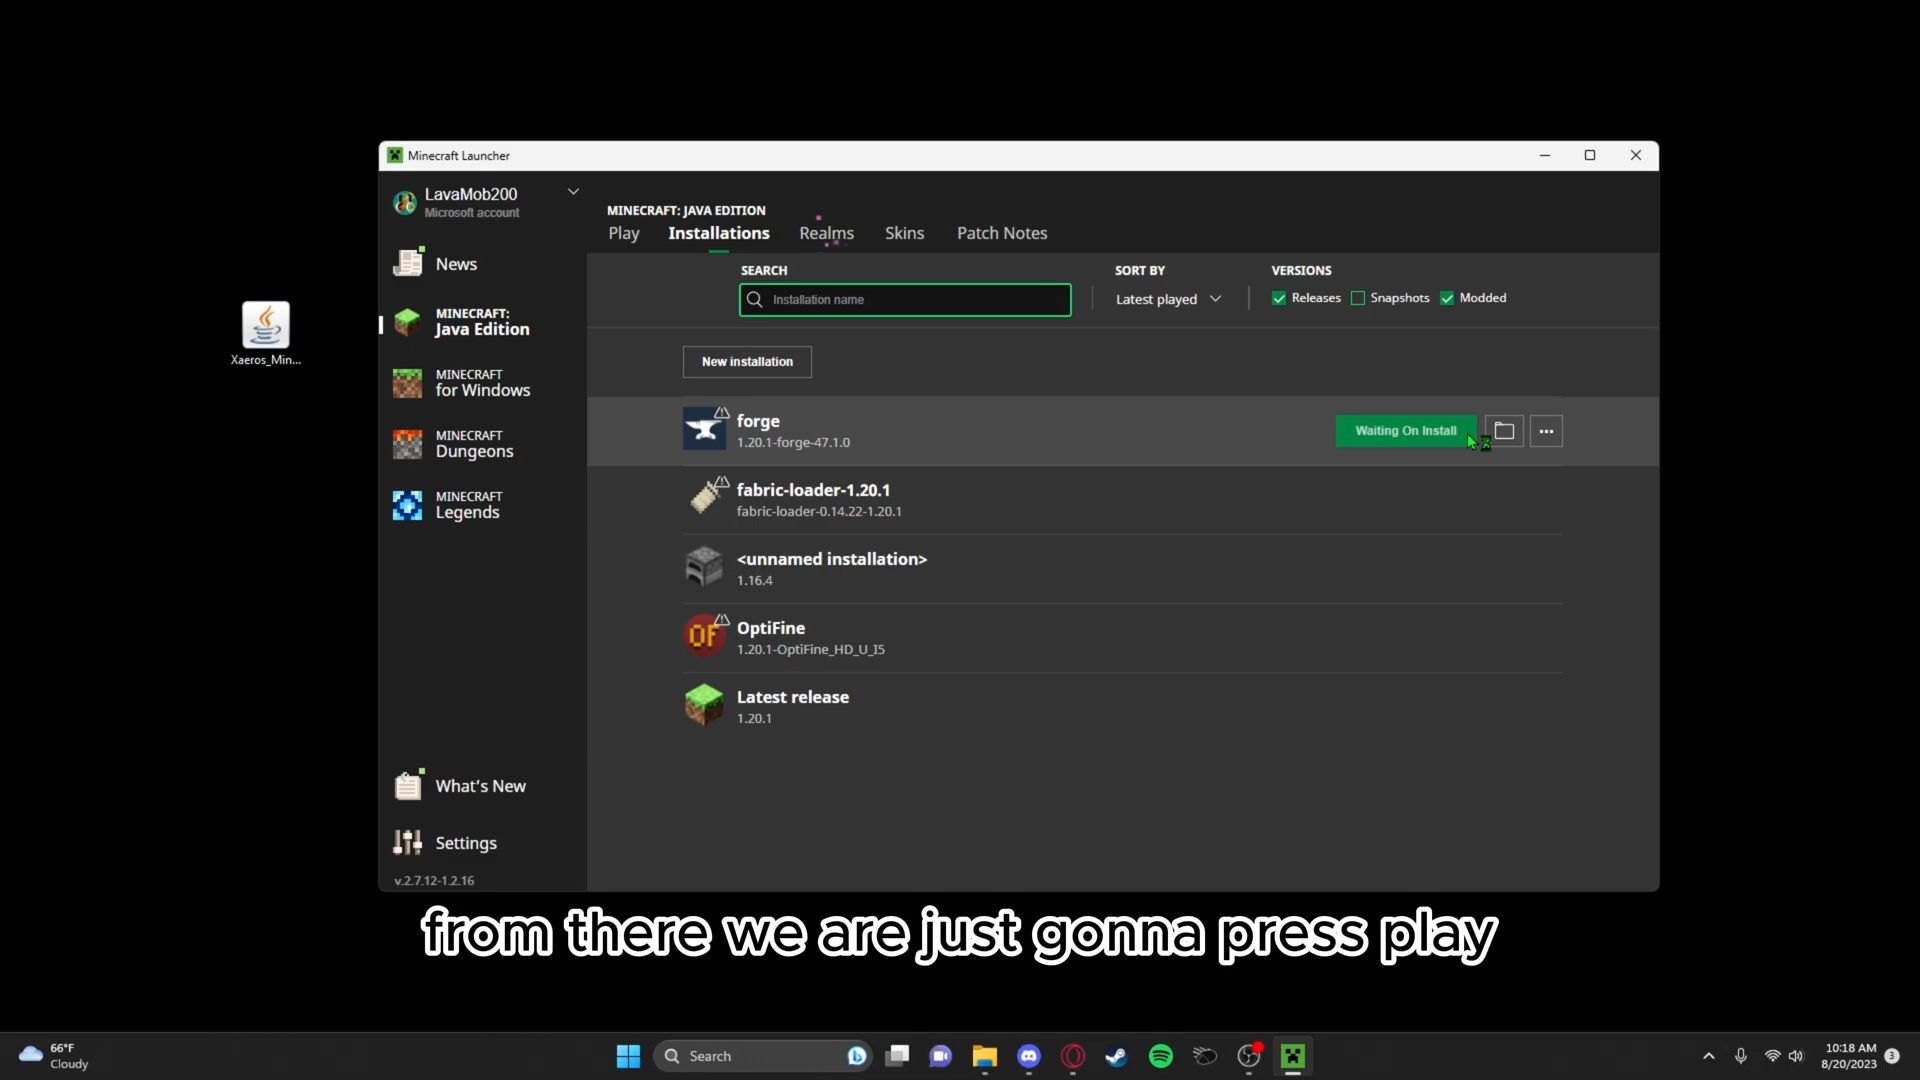 Minecraft Launcher
LavaMob200
Microsoft account
News
MINECRAFT:
Java Edition
MINECRAFT
for Windows
MINECRAFT
Dungeons
MINECRAFT
Legends
What's New
Settings
v.2.7.12-1.2.16
MINECRAFT: JAVA EDITION
Play Installations Realms Skins Patch Notes
SEARCH SORT BY VERSIONS
Installation name Latest played Releases Snapshots Modded
New installation
forge
1.20.1-forge-47.1.0
Waiting On Install
fabric-loader-1.20.1
fabric-loader-0.14.22-1.20.1
<unnamed installation>
1.16.4
OF
OptiFine
1.20.1-OptiFine_HD_U_I5
Latest release
1.20.1
Xaeros_Min...
from there we are just gonna press play
66°F
Cloudy
Search
10:18 AM
8/20/2023
3